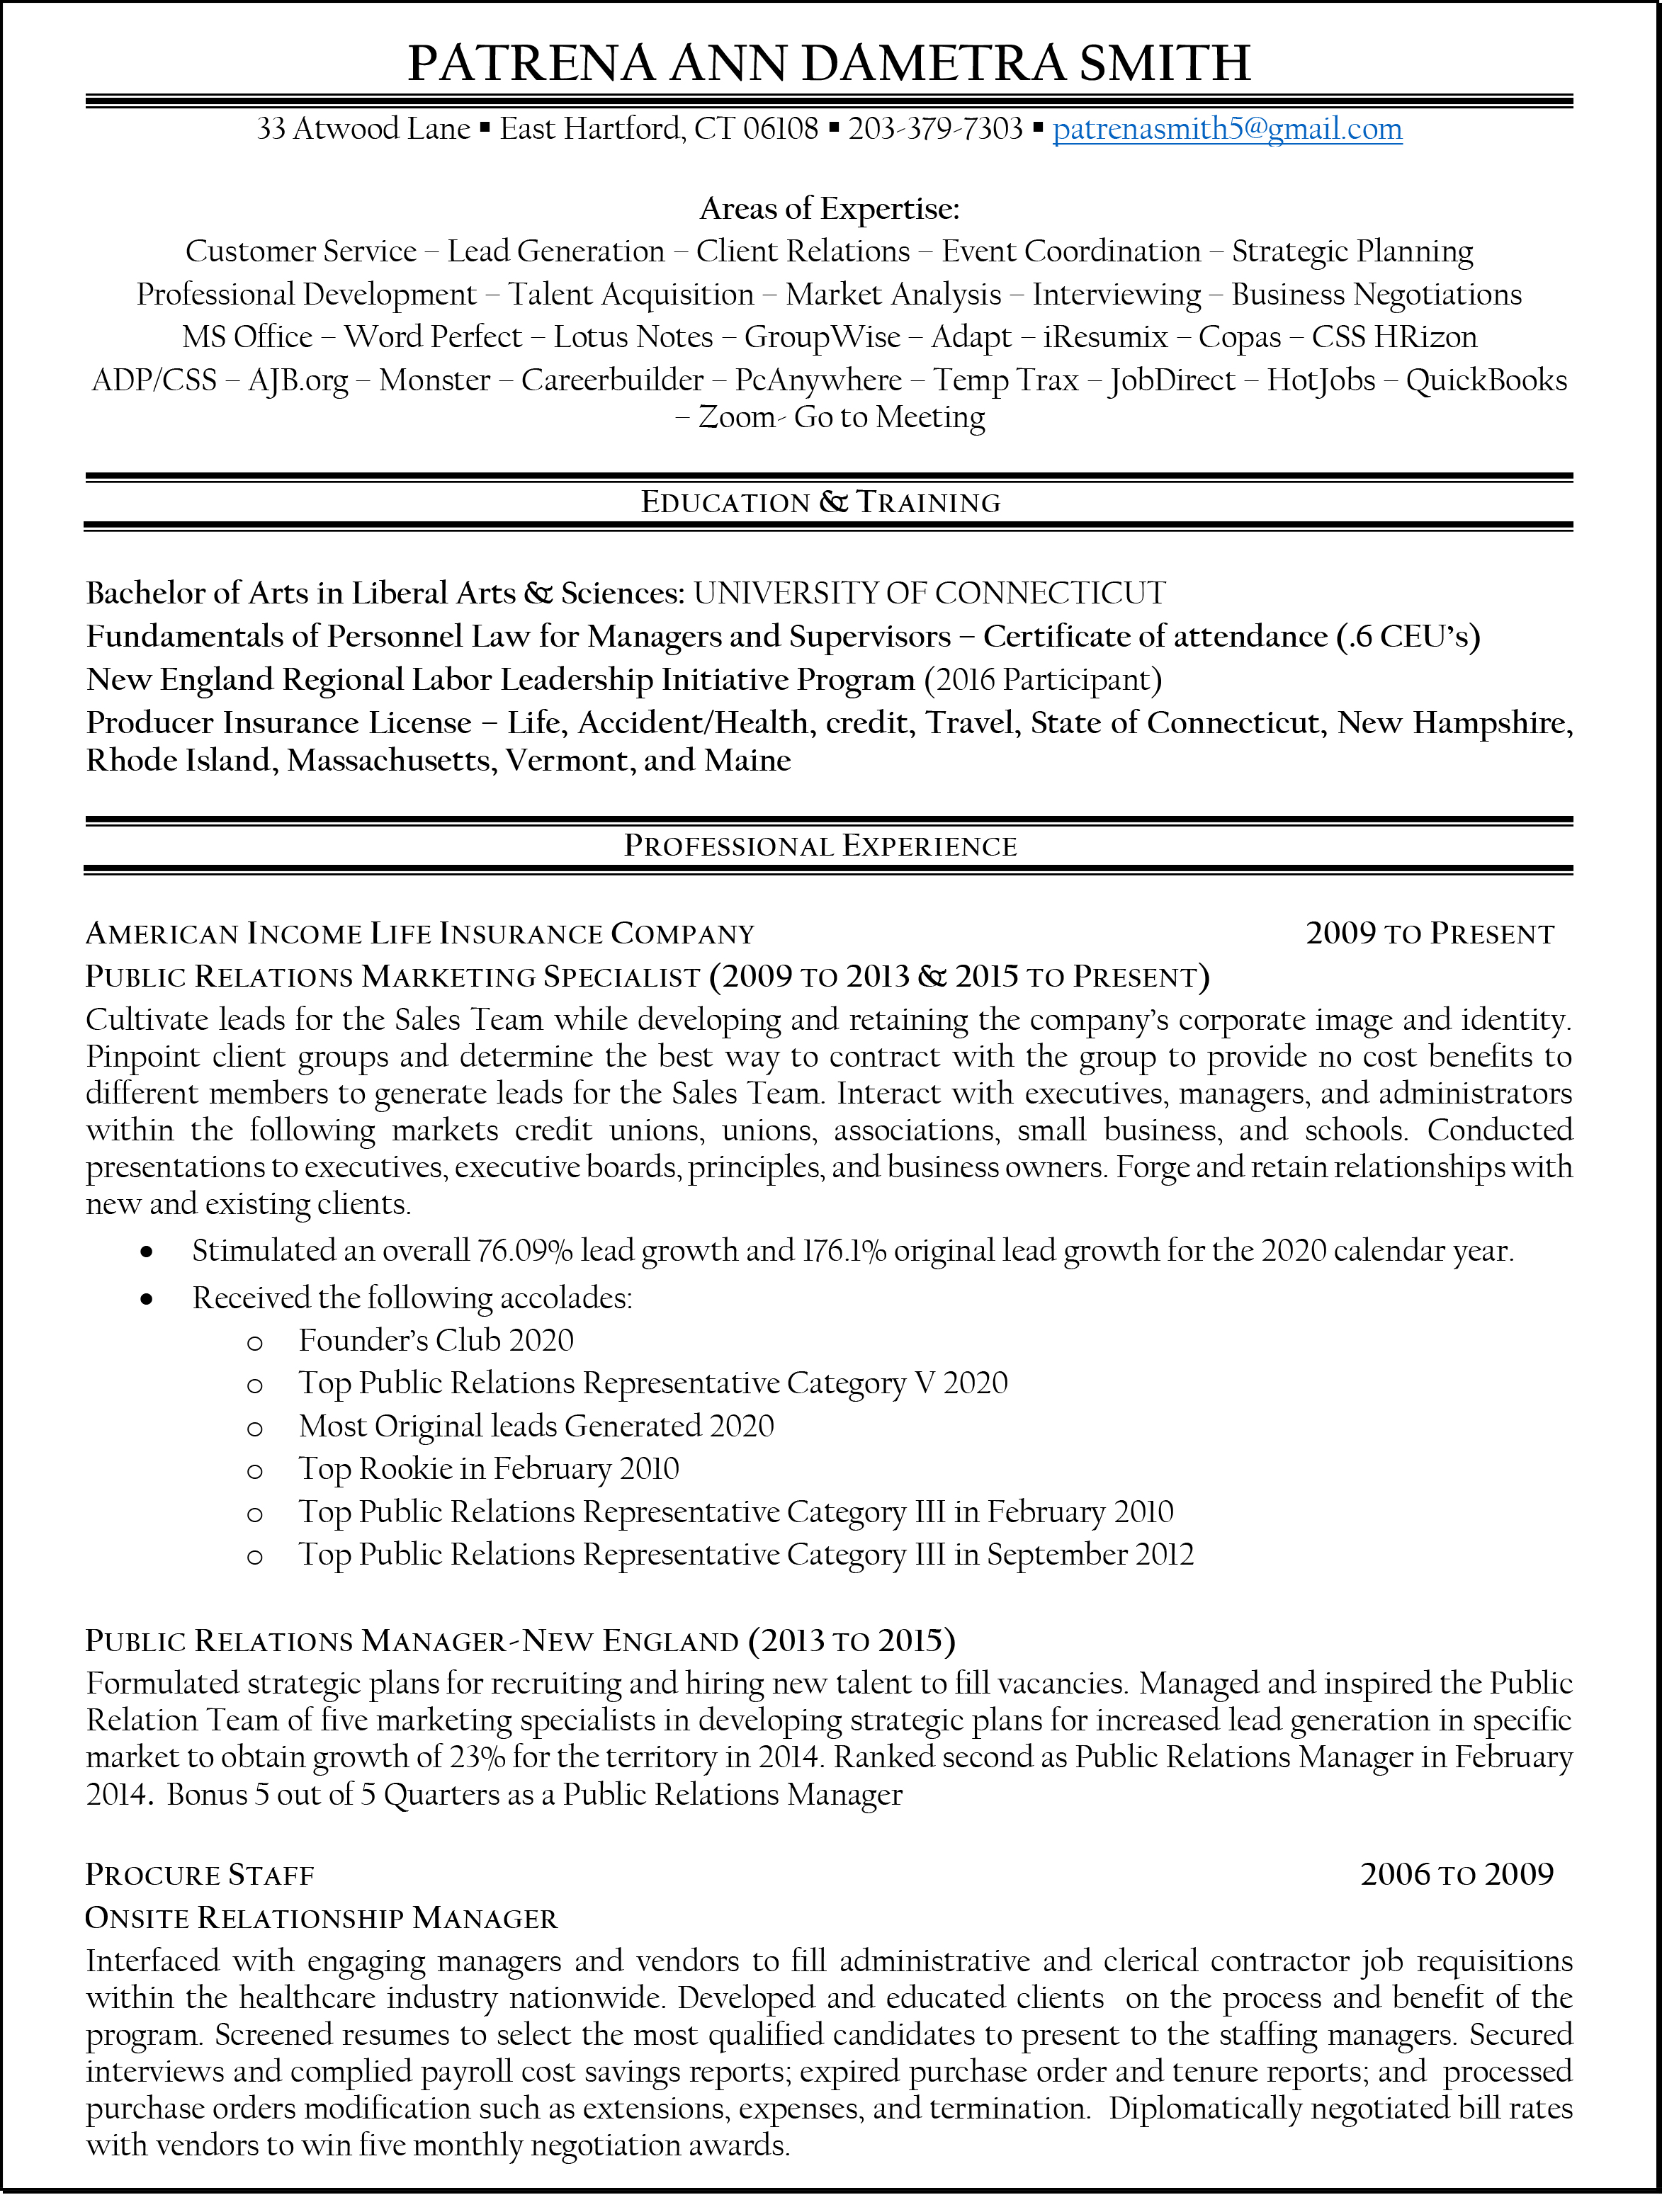 PATRENA ANN DAMETRA SMITH
33 Atwood Lane ▪ East Hartford, CT 06108 ▪ 203-379-7303 ▪ patrenasmith5@gmail.com
Areas of Expertise:
Customer Service – Lead Generation – Client Relations – Event Coordination – Strategic Planning
Professional Development – Talent Acquisition – Market Analysis – Interviewing – Business Negotiations
MS Office – Word Perfect – Lotus Notes – GroupWise – Adapt – iResumix – Copas – CSS HRizon
ADP/CSS – AJB.org – Monster – Careerbuilder – PcAnywhere – Temp Trax – JobDirect – HotJobs – QuickBooks
– Zoom- Go to Meeting
EDUCATION & TRAINING
Bachelor of Arts in Liberal Arts & Sciences: UNIVERSITY OF CONNECTICUT
Fundamentals of Personnel Law for Managers and Supervisors – Certificate of attendance (.6 CEU's)
New England Regional Labor Leadership Initiative Program (2016 Participant)
Producer Insurance License – Life, Accident/Health, credit, Travel, State of Connecticut, New Hampshire,
Rhode Island, Massachusetts, Vermont, and Maine
PROFESSIONAL EXPERIENCE
AMERICAN INCOME LIFE INSURANCE COMPANY 2009 TO PRESENT
PUBLIC RELATIONS MARKETING SPECIALIST (2009 TO 2013 & 2015 TO PRESENT)
Cultivate leads for the Sales Team while developing and retaining the company's corporate image and identity.
Pinpoint client groups and determine the best way to contract with the group to provide no cost benefits to
different members to generate leads for the Sales Team. Interact with executives, managers, and administrators
within the following markets credit unions, unions, associations, small business, and schools. Conducted
presentations to executives, executive boards, principles, and business owners. Forge and retain relationships with
new and existing clients.
• Stimulated an overall 76.09% lead growth and 176.1% original lead growth for the 2020 calendar year.
• Received the following accolades:
o Founder's Club 2020
o Top Public Relations Representative Category V 2020
o Most Original leads Generated 2020
o Top Rookie in February 2010
o Top Public Relations Representative Category III in February 2010
o Top Public Relations Representative Category III in September 2012
PUBLIC RELATIONS MANAGER-NEW ENGLAND (2013 TO 2015)
Formulated strategic plans for recruiting and hiring new talent to fill vacancies. Managed and inspired the Public
Relation Team of five marketing specialists in developing strategic plans for increased lead generation in specific
market to obtain growth of 23% for the territory in 2014. Ranked second as Public Relations Manager in February
2014. Bonus 5 out of 5 Quarters as a Public Relations Manager
PROCURE STAFF 2006 TO 2009
ONSITE RELATIONSHIP MANAGER
Interfaced with engaging managers and vendors to fill administrative and clerical contractor job requisitions
within the healthcare industry nationwide. Developed and educated clients on the process and benefit of the
program. Screened resumes to select the most qualified candidates to present to the staffing managers. Secured
interviews and complied payroll cost savings reports; expired purchase order and tenure reports; and processed
purchase orders modification such as extensions, expenses, and termination. Diplomatically negotiated bill rates
with vendors to win five monthly negotiation awards.